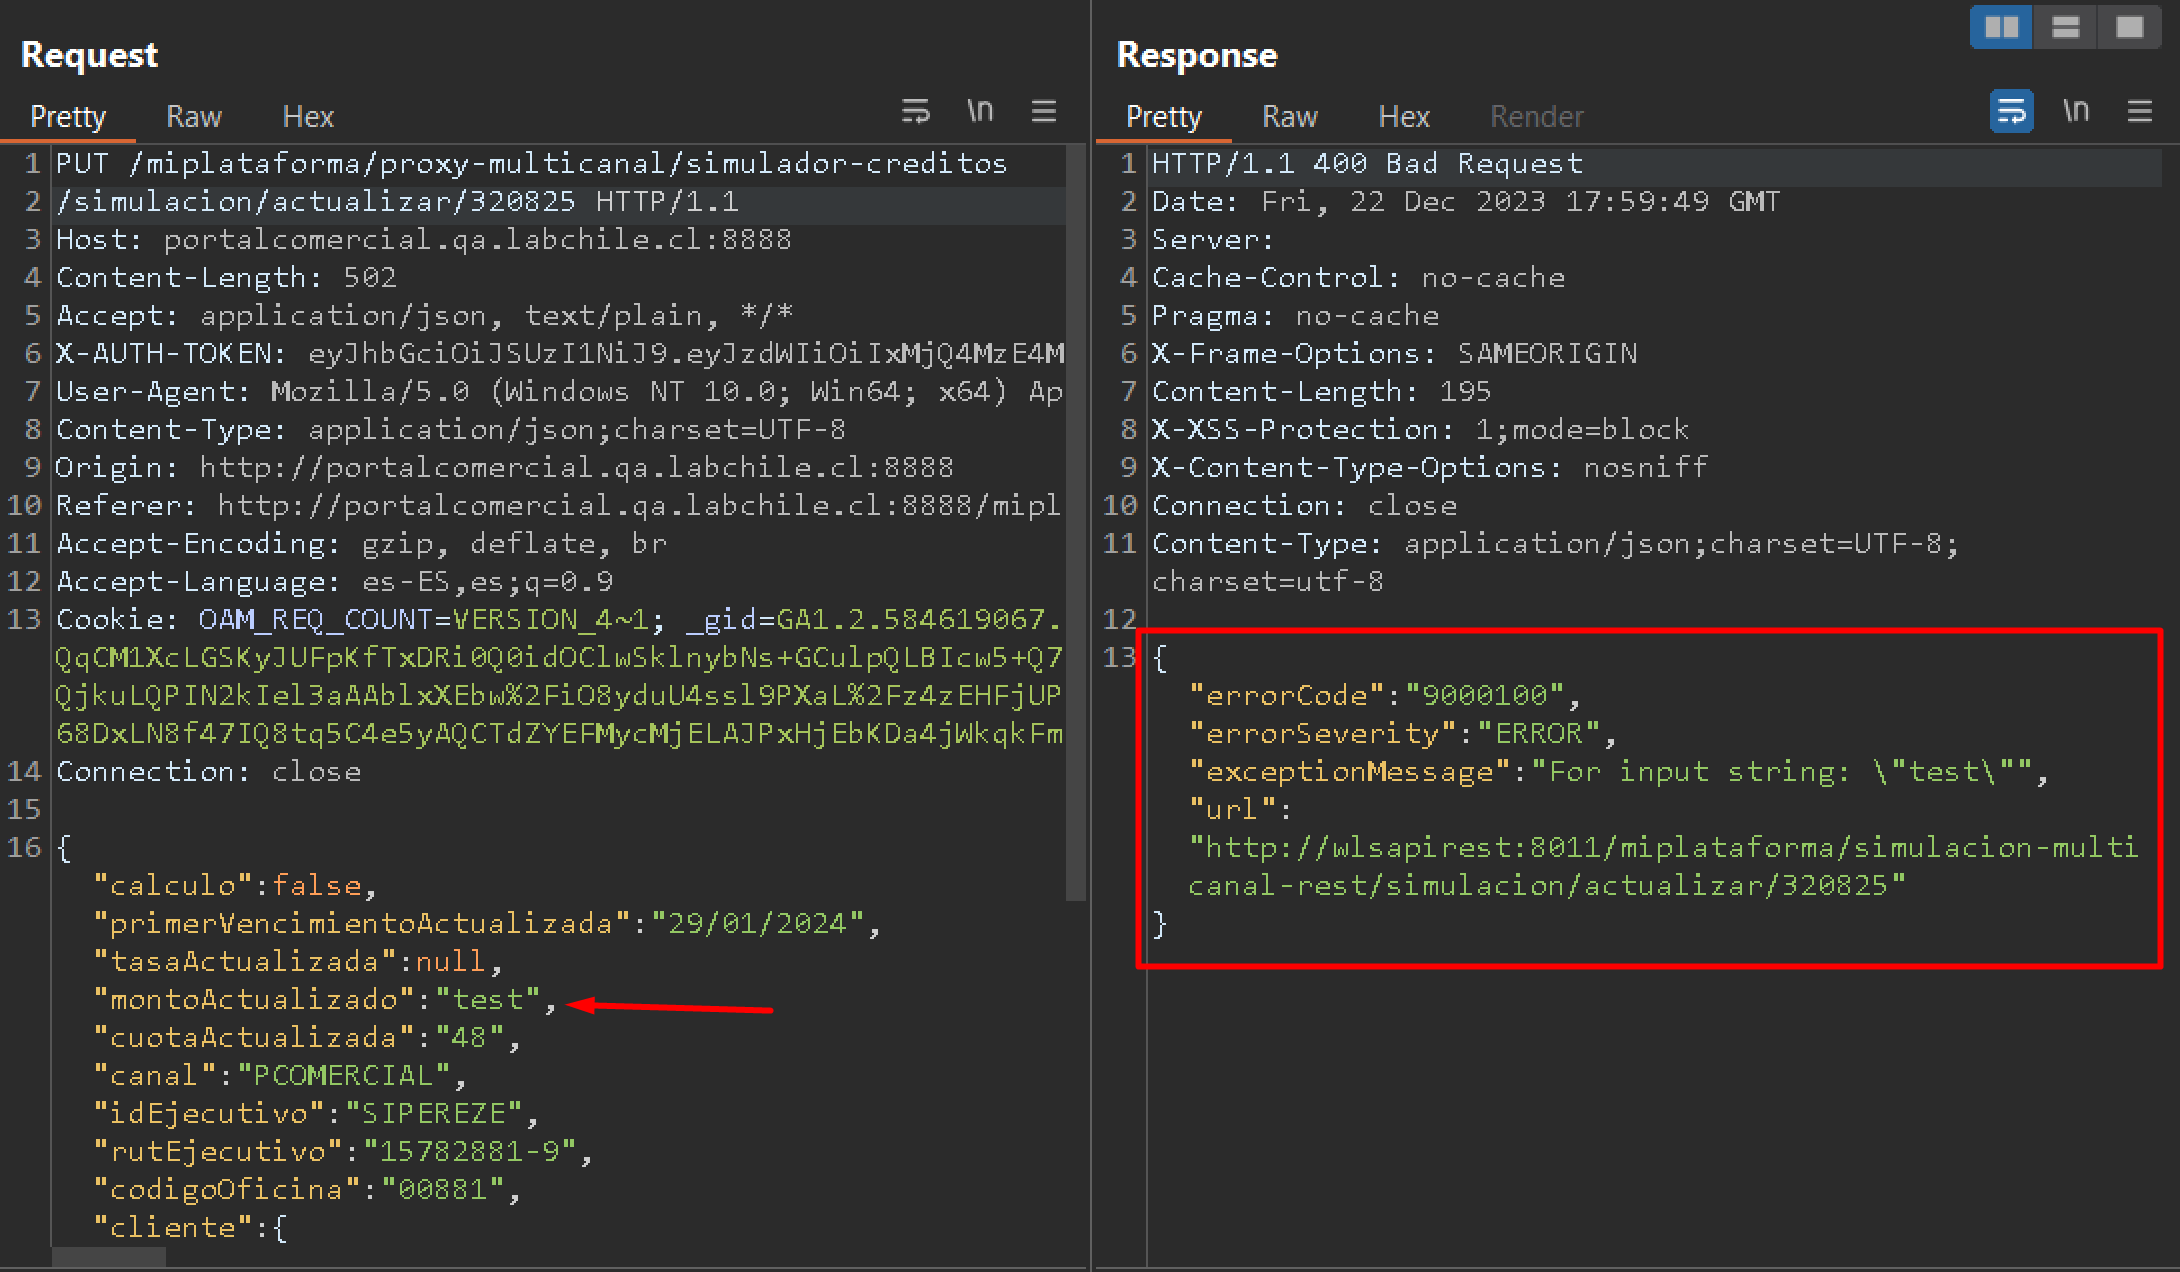 Request
Pretty Raw Hex \n
1 PUT /miplataforma/proxy-multicanal/simulador-creditos
2 /simulacion/actualizar/320825 HTTP/1.1
3 Host: portalcomercial.qa.labchile.cl:8888
4 Content-Length: 502
5 Accept: application/json, text/plain, */*
6 X-AUTH-TOKEN: eyJhbGciOiJSUzI1NiJ9.eyJzdWIiOiIxMjQ4MzE4M
7 User-Agent: Mozilla/5.0 (Windows NT 10.0; Win64; x64) Ap
8 Content-Type: application/json;charset=UTF-8
9 Origin: http://portalcomercial.qa.labchile.cl:8888
10 Referer: http://portalcomercial.qa.labchile.cl:8888/mipl
11 Accept-Encoding: gzip, deflate, br
12 Accept-Language: es-ES,es;q=0.9
13 Cookie: OAM_REQ_COUNT=VERSION_4~1; _gid=GA1.2.584619067.
QqCM1XcLGSKyJUFpKfTxDRi0Q0idOClwSklnybNs+GCulpQLBIcw5+Q7
QjkuLQPIN2kIel3aAAblxXEbw%2FiO8yduU4ssl9PXaL%2Fz4zEHFjUP
68DxLN8f47IQ8tq5C4e5yAQCTdZYEFMycMjELAJPxHjEbKDa4jWkqkFm
14 Connection: close
15
16 {
"calculo":false,
"primerVencimientoActualizada":"29/01/2024",
"tasaActualizada":null,
"montoActualizado":"test",
"cuotaActualizada":"48",
"canal":"PCOMERCIAL",
"idEjecutivo":"SIPEREZE",
"rutEjecutivo":"15782881-9",
"codigoOficina":"00881",
"cliente":{
Response
Pretty Raw Hex Render \n
1 HTTP/1.1 400 Bad Request
2 Date: Fri, 22 Dec 2023 17:59:49 GMT
3 Server:
4 Cache-Control: no-cache
5 Pragma: no-cache
6 X-Frame-Options: SAMEORIGIN
7 Content-Length: 195
8 X-XSS-Protection: 1;mode=block
9 X-Content-Type-Options: nosniff
10 Connection: close
11 Content-Type: application/json;charset=UTF-8;
charset=utf-8
12
13 {
"errorCode":"9000100",
"errorSeverity":"ERROR",
"exceptionMessage":"For input string: \"test\"",
"url":
"http://wlsapirest:8011/miplataforma/simulacion-multi
canal-rest/simulacion/actualizar/320825"
}